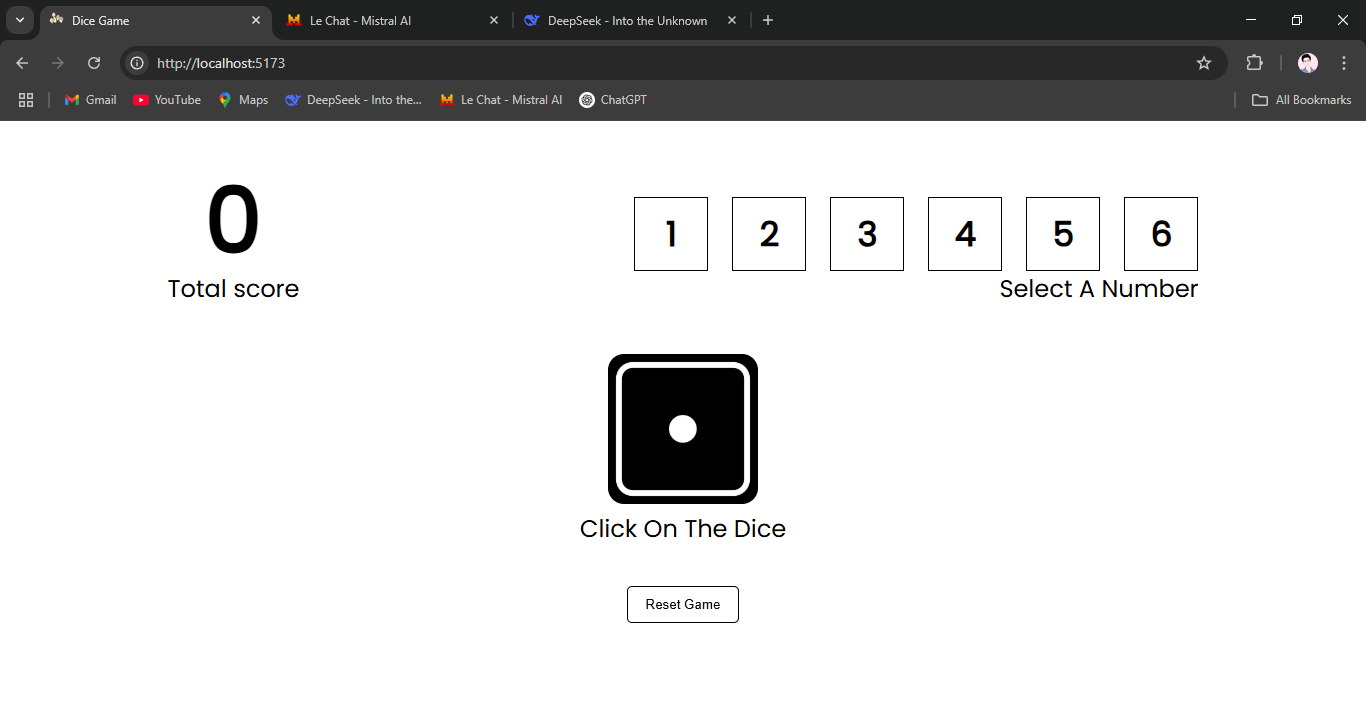 Dice Game
Le Chat - Mistral AI
DeepSeek - Into the Unknown
http://localhost:5173
Gmail
YouTube
Maps
DeepSeek - Into the...
Le Chat - Mistral AI
ChatGPT
All Bookmarks
0
Total score
1 2 3 4 5 6
Select A Number
Click On The Dice
Reset Game